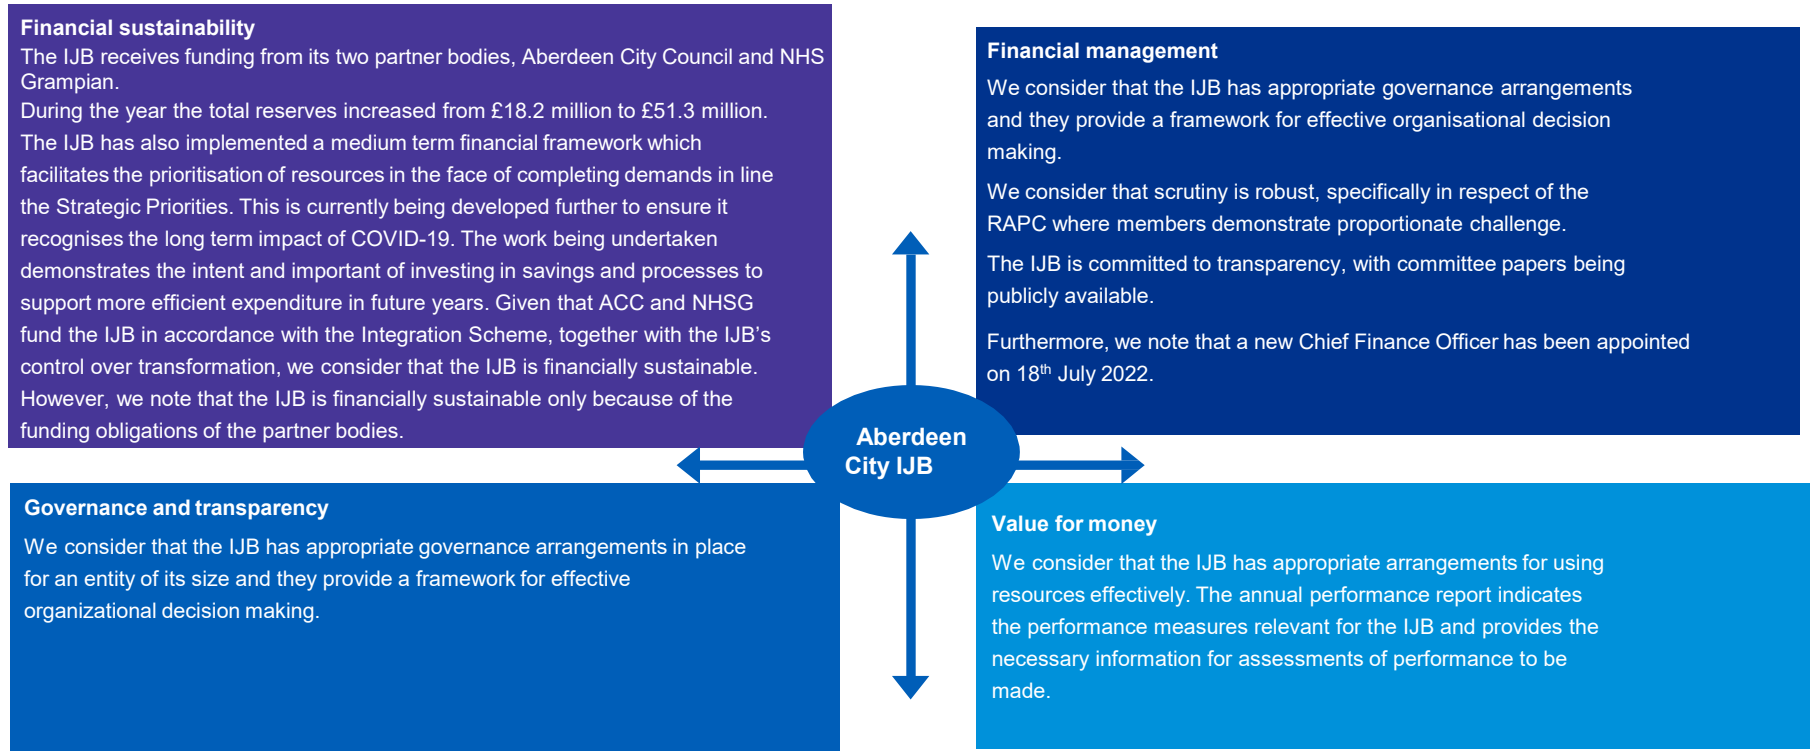 Financial sustainability
The IJB receives funding from its two partner bodies, Aberdeen City Council and NHS
Grampian.
During the year the total reserves increased from £18.2 million to £51.3 million.
The IJB has also implemented a medium term financial framework which
facilitates the prioritisation of resources in the face of completing demands in line
the Strategic Priorities. This is currently being developed further to ensure it
recognises the long term impact of COVID-19. The work being undertaken
demonstrates the intent and important of investing in savings and processes to
support more efficient expenditure in future years. Given that ACC and NHSG
fund the IJB in accordance with the Integration Scheme, together with the IJB’s
control over transformation, we consider that the IJB is financially sustainable.
However, we note that the IJB is financially sustainable only because of the
funding obligations of the partner bodies.
Financial management
We consider that the IJB has appropriate governance arrangements
and they provide a framework for effective organisational decision
making.
We consider that scrutiny is robust, specifically in respect of the
RAPC where members demonstrate proportionate challenge.
The IJB is committed to transparency, with committee papers being
publicly available.
Furthermore, we note that a new Chief Finance Officer has been appointed
on 18th July 2022.
Aberdeen
City IJB
Governance and transparency
We consider that the IJB has appropriate governance arrangements in place
for an entity of its size and they provide a framework for effective
organizational decision making.
Value for money
We consider that the IJB has appropriate arrangements for using
resources effectively. The annual performance report indicates
the performance measures relevant for the IJB and provides the
necessary information for assessments of performance to be
made.